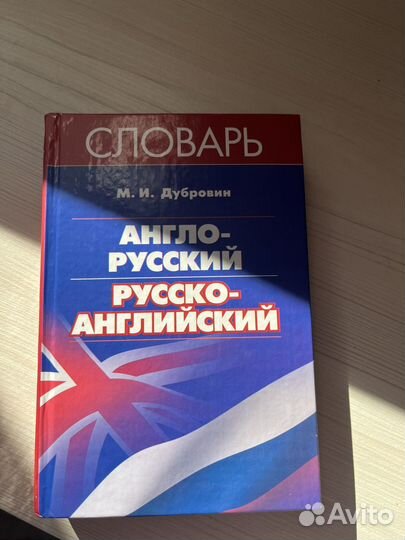 СЛОВАРЬ
М. И. Дубровин
АНГЛО-
РУССКИЙ
РУССКО-
АНГЛИЙСКИЙ
Avito